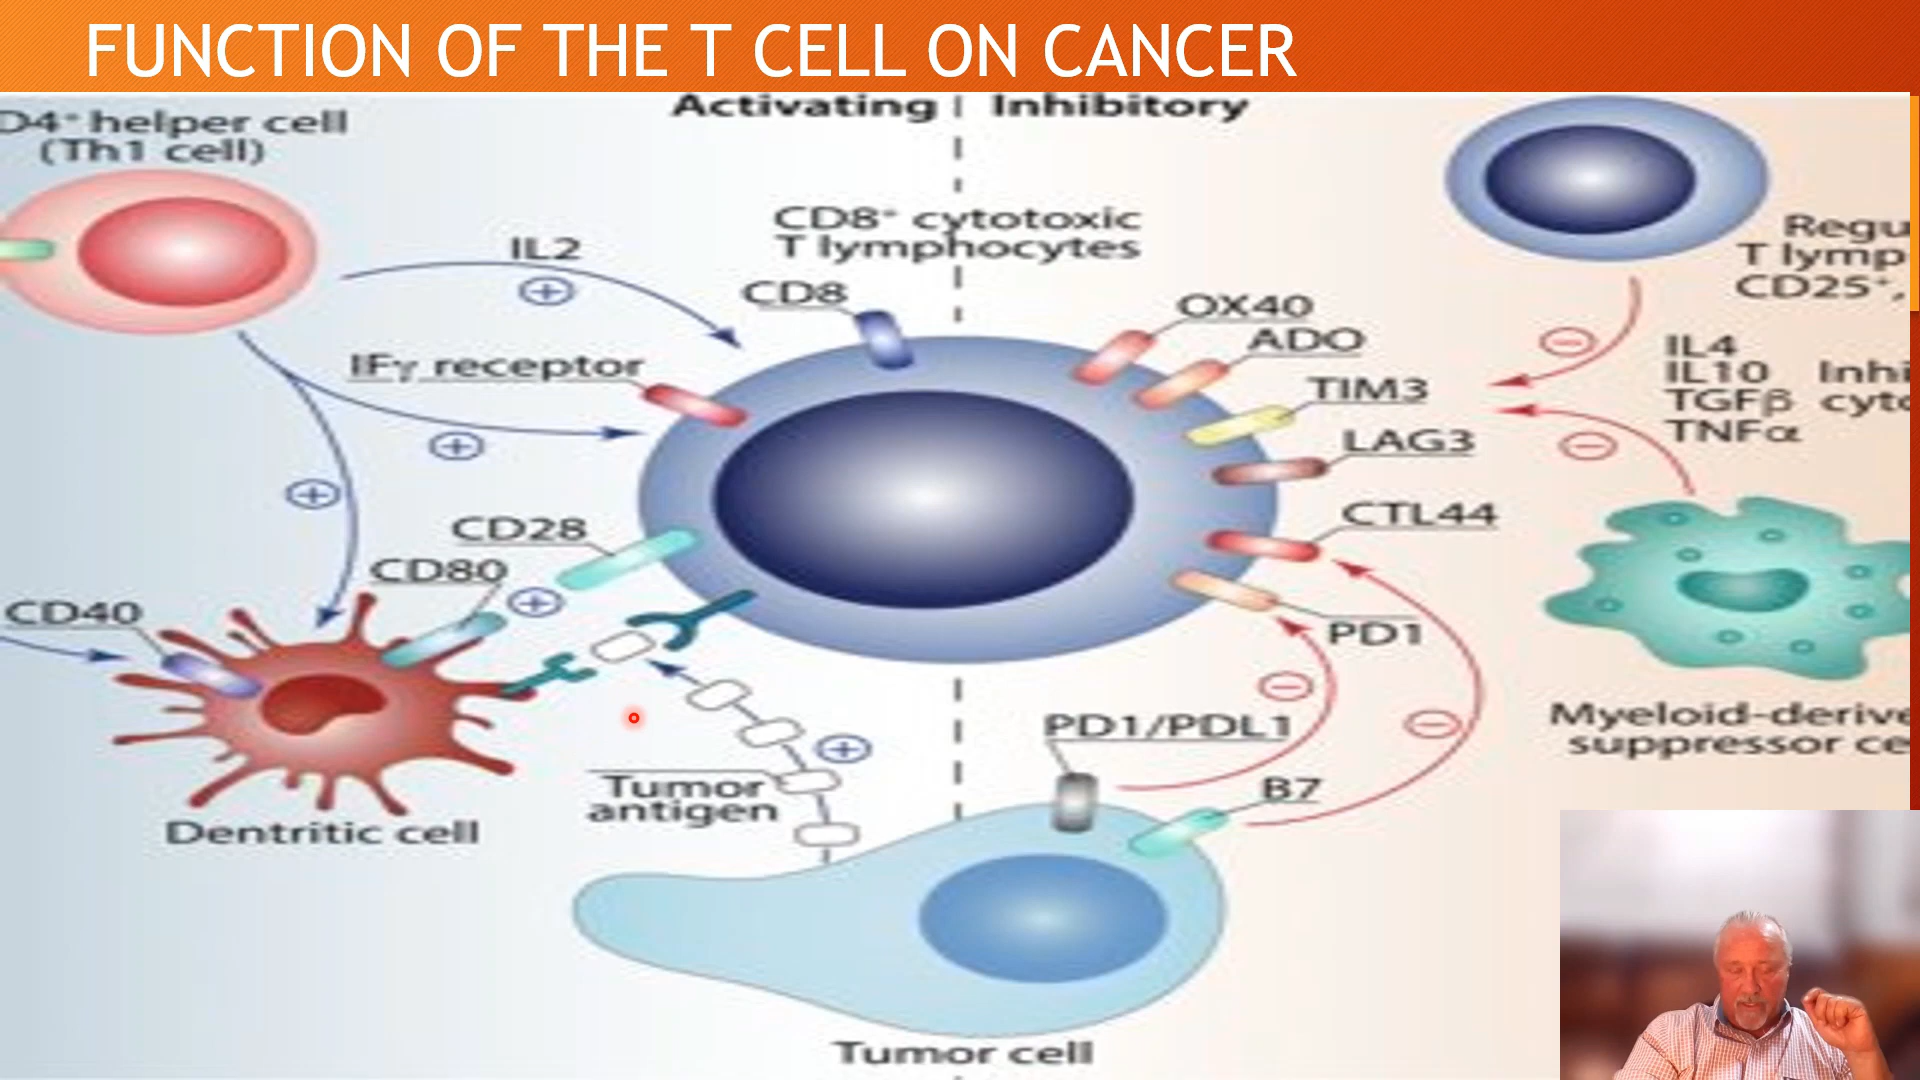 FUNCTION OF THE T CELL ON CANCER
Activating
Inhibitory
D4+ helper cell
(Th1 cell)
CD8+ cytotoxic
T lymphocytes
IL2
CD8
IFγ receptor
OX40
ADO
TIM3
LAG3
CTL44
PD1
Regu
T lymp
CD25+,
IL4
IL10
TGFβ
TNFα
Inhi
cyto
CD28
CD80
CD40
Dentritic cell
Tumor
antigen
PD1/PDL1
B7
Myeloid-derive
suppressor ce
Tumor cell